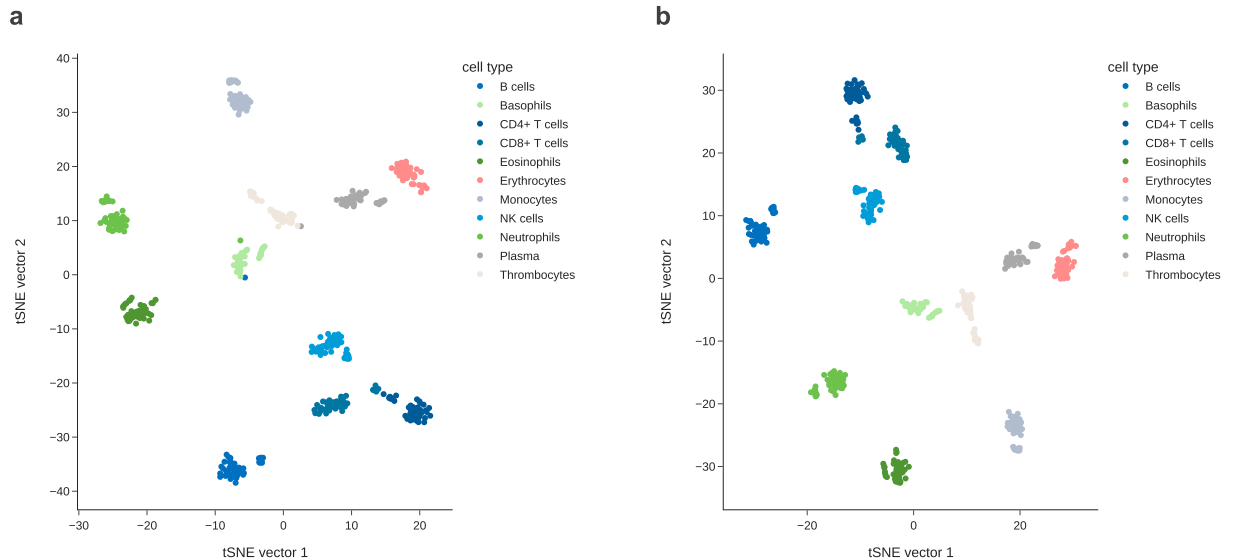 a
40
30
20
10
0
−10
−20
−30
−40
−30
−20
−10
0
10
20
tSNE vector 1
tSNE vector 2
cell type
B cells
Basophils
CD4+ T cells
CD8+ T cells
Eosinophils
Erythrocytes
Monocytes
NK cells
Neutrophils
Plasma
Thrombocytes
b
30
20
10
0
−10
−20
−30
−20
0
20
tSNE vector 1
tSNE vector 2
cell type
B cells
Basophils
CD4+ T cells
CD8+ T cells
Eosinophils
Erythrocytes
Monocytes
NK cells
Neutrophils
Plasma
Thrombocytes